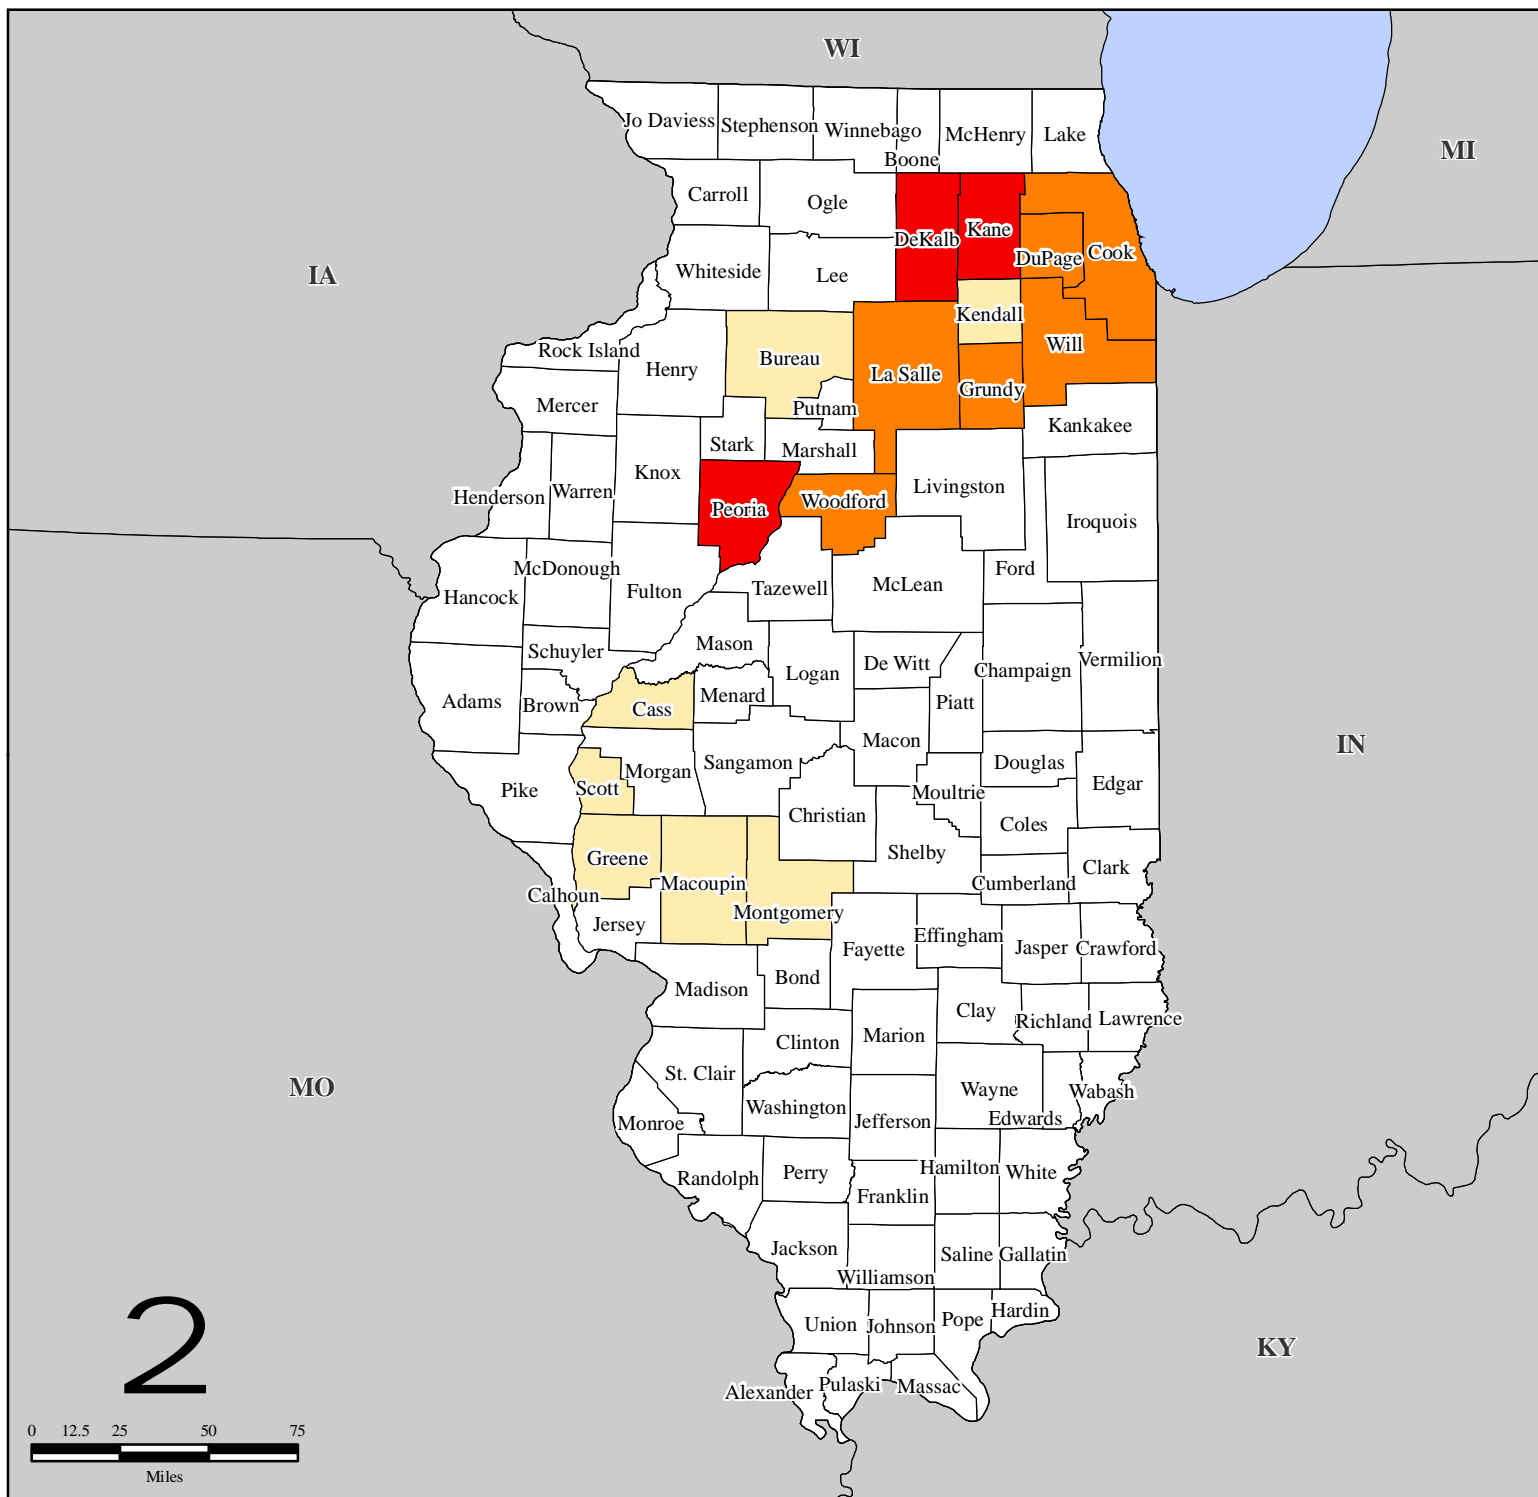 WI
Jo Daviess
Stephenson
Winnebago
Boone
McHenry
Lake
MI
Carroll
Ogle
DeKalb
Kane
DuPage
Cook
IA
Whiteside
Lee
Kendall
Rock Island
Henry
Bureau
La Salle
Grundy
Will
Mercer
Putnam
Kankakee
Stark
Marshall
Knox
Henderson
Warren
Peoria
Woodford
Livingston
Iroquois
McDonough
Hancock
Fulton
Tazewell
McLean
Ford
Schuyler
Mason
Logan
De Witt
Champaign
Vermilion
Adams
Brown
Cass
Menard
Piatt
Macon
IN
Pike
Scott
Morgan
Sangamon
Christian
Moultrie
Douglas
Edgar
Coles
Greene
Macoupin
Shelby
Cumberland
Clark
Calhoun
Jersey
Montgomery
Fayette
Effingham
Jasper
Crawford
Madison
Bond
Clay
Richland
Lawrence
Clinton
Marion
MO
St. Clair
Washington
Wayne
Wabash
Monroe
Jefferson
Edwards
Randolph
Perry
Franklin
Hamilton
White
Jackson
Williamson
Saline
Gallatin
Union
Johnson
Pope
Hardin
KY
Alexander
Pulaski
Massac
2
0 12.5 25 50 75
Miles